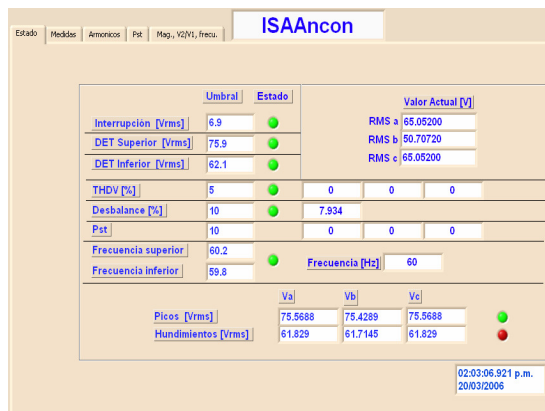 ISAAncon
Estado Medidas Armonicos Pst Mag., V2/V1, frecu.
Umbral Estado
Valor Actual [V]
Interrupción [Vrms] 6.9
RMS a 65.05200
DET Superior [Vrms] 75.9
RMS b 50.70720
DET Inferior [Vrms] 62.1
RMS c 65.05200
THDV [%] 5 0 0 0
Desbalance [%] 10 7.934
Pst 10 0 0 0
Frecuencia superior 60.2
Frecuencia [Hz] 60
Frecuencia inferior 59.8
Va Vb Vc
Picos [Vrms] 75.5688 75.4289 75.5688
Hundimientos [Vrms] 61.829 61.7145 61.829
02:03:06.921 p.m.
20/03/2006